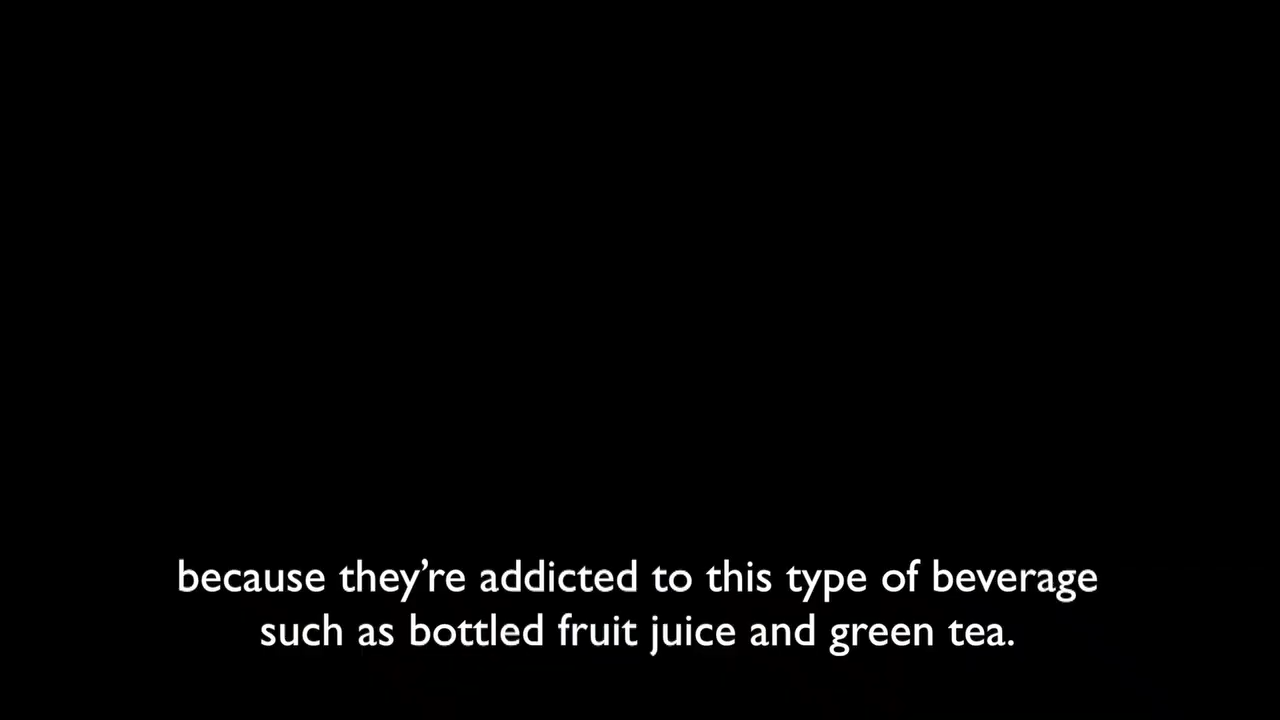 because they’re addicted to this type of beverage
such as bottled fruit juice and green tea.